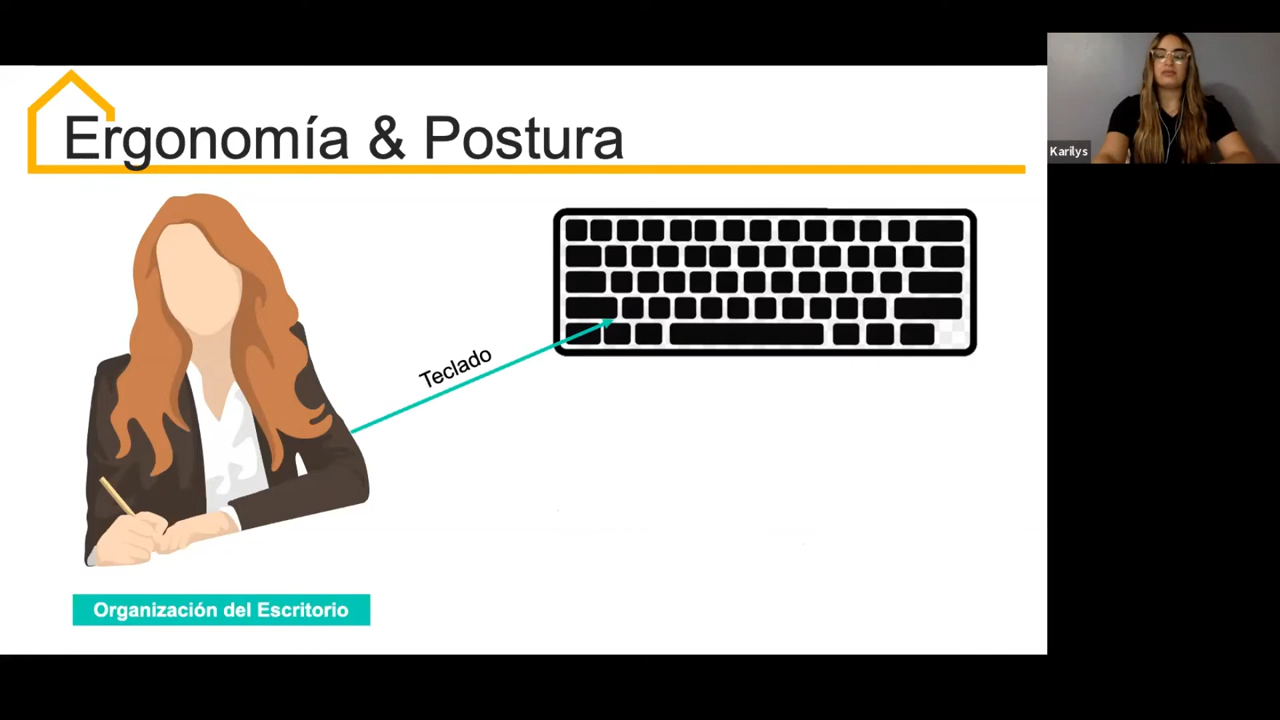 Ergonomía & Postura
Karilys
Teclado
Organización del Escritorio